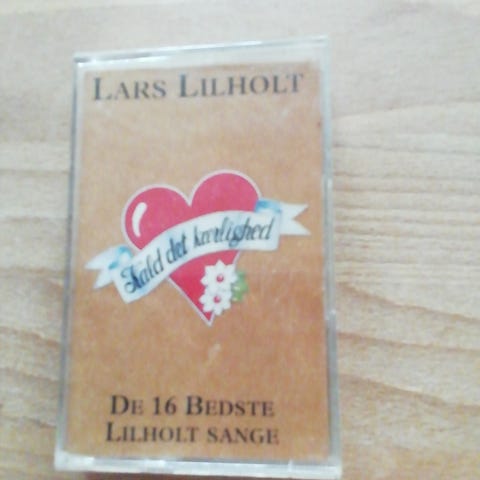 LARS LILHOLT
Kald det kærlighed
DE 16 BEDSTE
LILHOLT SANGE